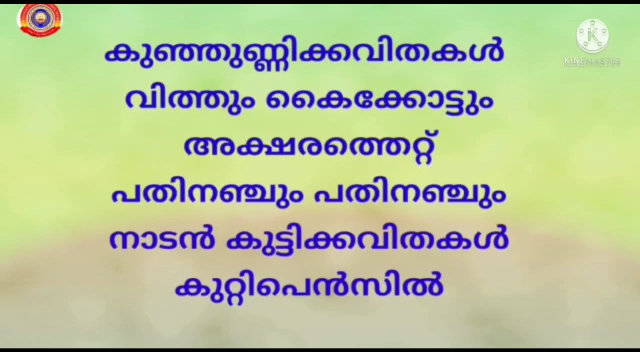 കുഞ്ഞുണ്ണിക്കവിതകൾ
വിത്തും കൈക്കോട്ടും
അക്ഷരത്തെറ്റ്
പതിനഞ്ചും പതിനഞ്ചും
നാടൻ കുട്ടിക്കവിതകൾ
കുറ്റിപെൻസിൽ